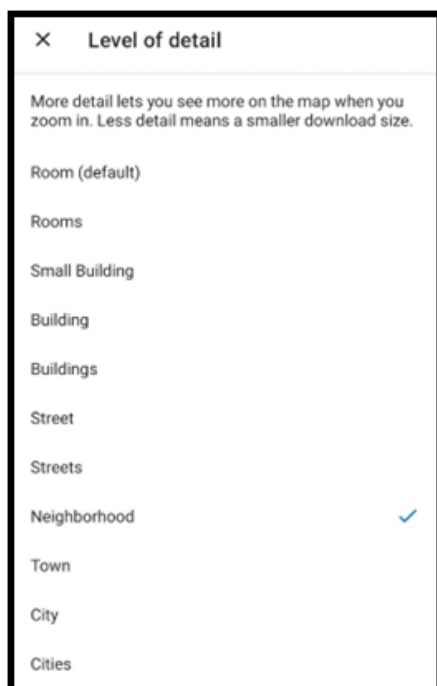 Level of detail
More detail lets you see more on the map when you
zoom in. Less detail means a smaller download size.
Room (default)
Rooms
Small Building
Building
Buildings
Street
Streets
Neighborhood
Town
City
Cities